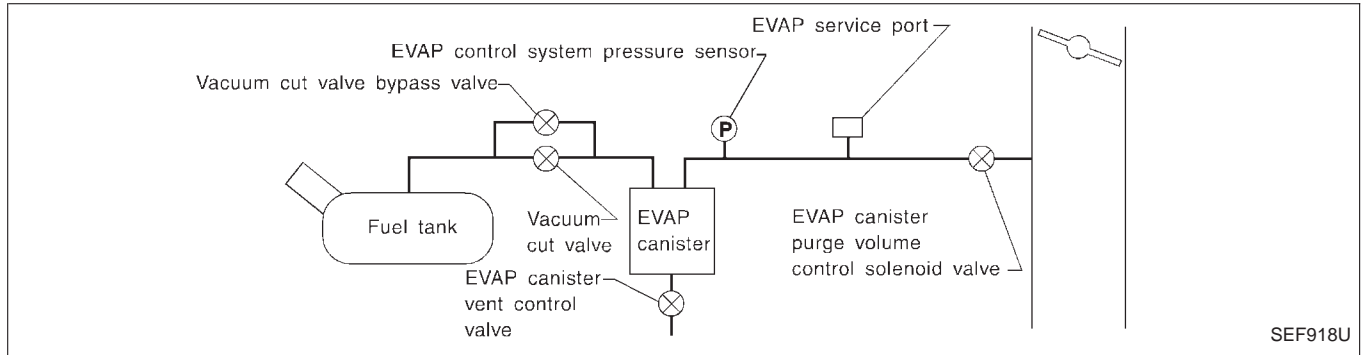 EVAP service port
EVAP control system pressure sensor
Vacuum cut valve bypass valve
P
Fuel tank
Vacuum
cut valve
EVAP
canister
EVAP canister
purge volume
control solenoid valve
EVAP canister
vent control
valve
SEF918U